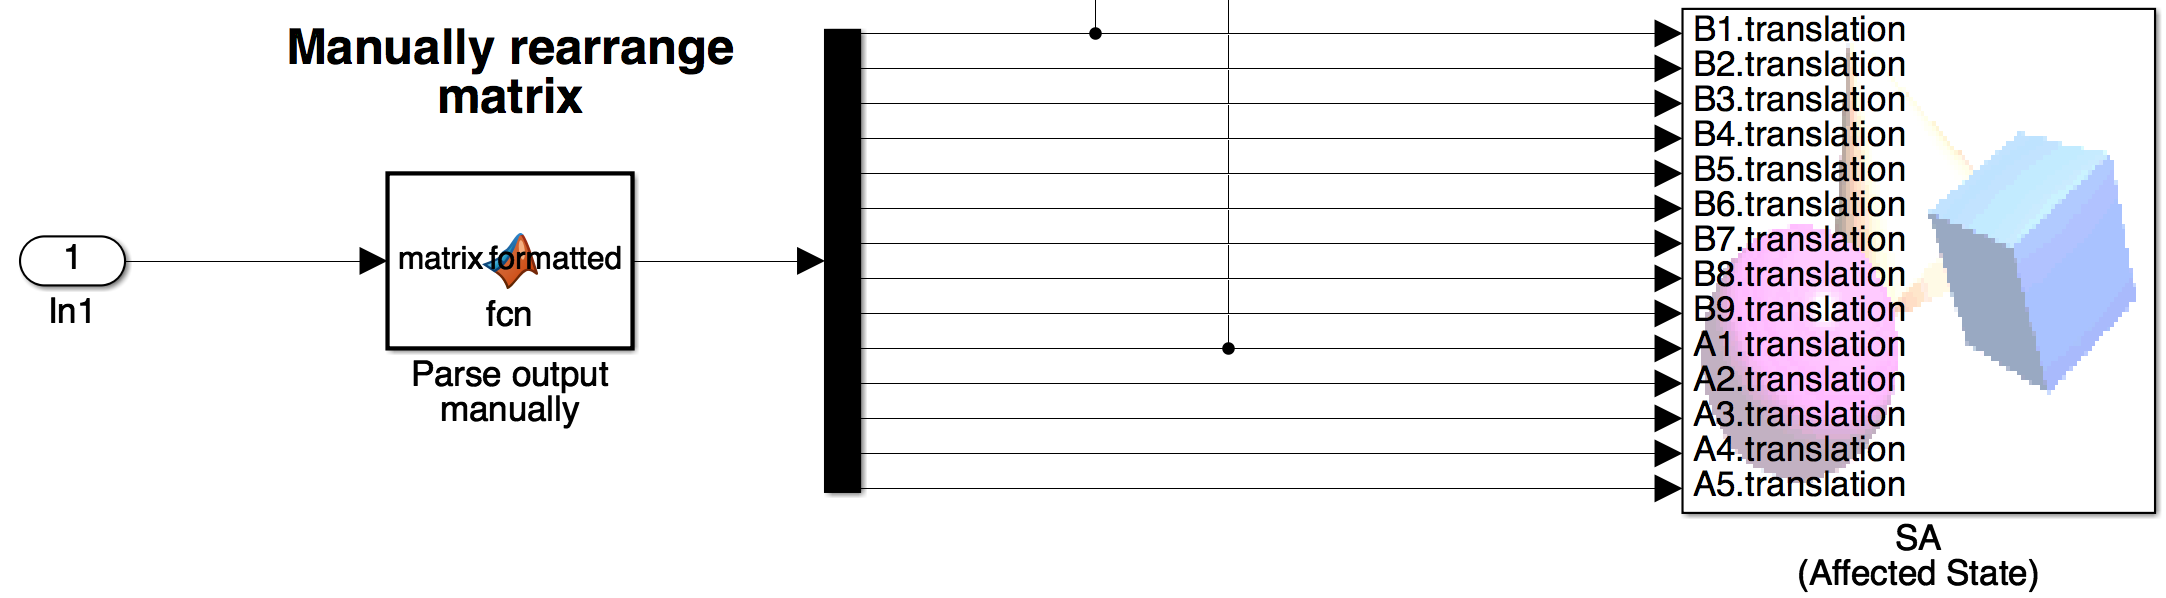 Manually rearrange
matrix
1
In1
matrix formatted
fcn
Parse output
manually
B1.translation
B2.translation
B3.translation
B4.translation
B5.translation
B6.translation
B7.translation
B8.translation
B9.translation
A1.translation
A2.translation
A3.translation
A4.translation
A5.translation
SA
(Affected State)